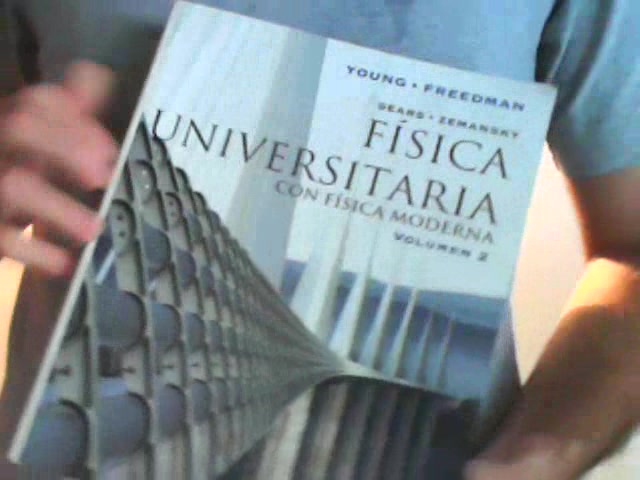 YOUNG • FREEDMAN
SEARS • ZEMANSKY
FÍSICA
UNIVERSITARIA
CON FÍSICA MODERNA
VOLUMEN 2